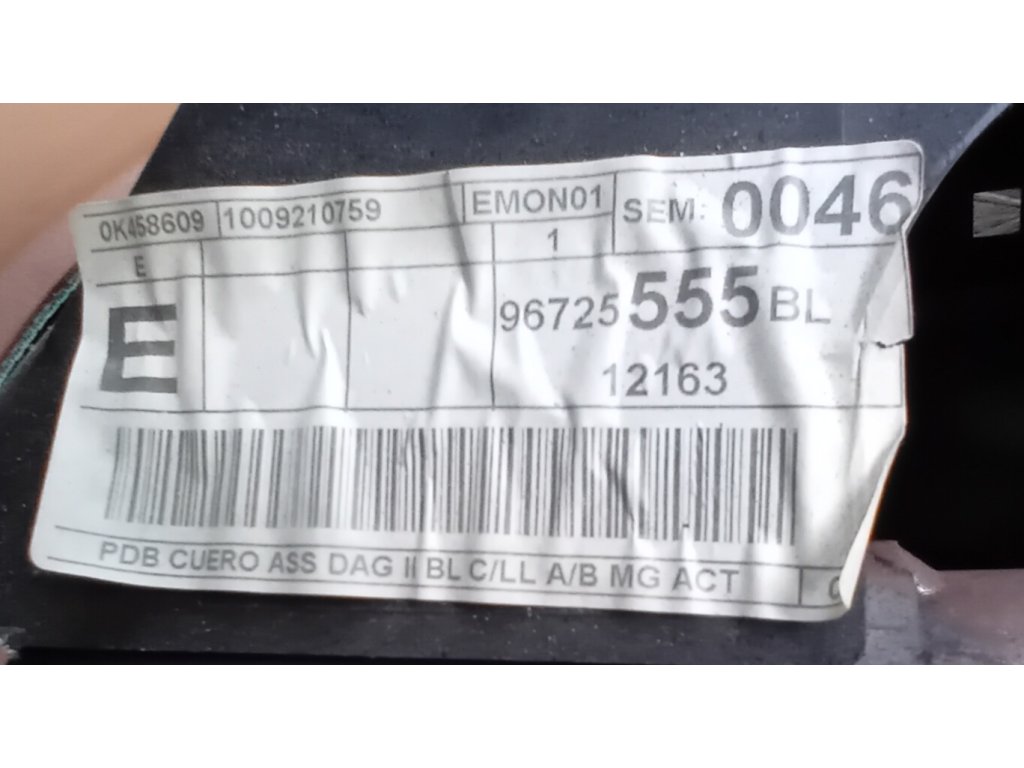 0K458609 1009210759 EMON01 SEM: 0046
E 1
E 96725555BL
12163
PDB CUERO ASS DAG II BL C/LL A/B MG ACT